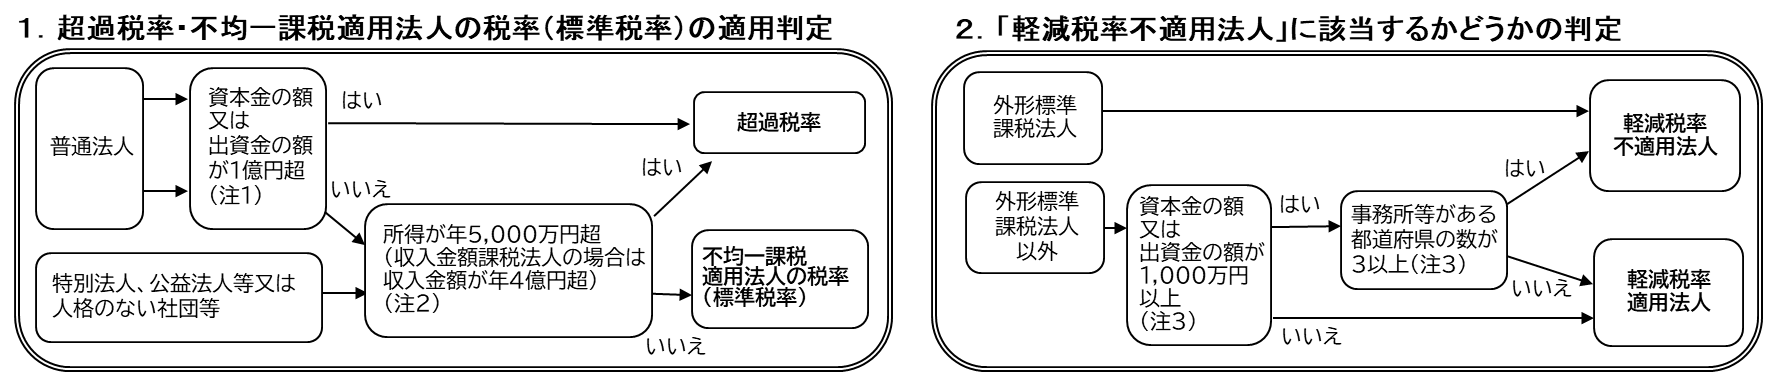 １．超過税率・不均一課税適用法人の税率（標準税率）の適用判定
普通法人
資本金の額
又は
出資金の額
が１億円超
（注１）
はい
いいえ
超過税率
はい
特別法人、公益法人等又は
人格のない社団等
所得が年５,０００万円超
（収入金額課税法人の場合は
収入金額が年４億円超）
（注２）
不均一課税
適用法人の税率
（標準税率）
いいえ
２．「軽減税率不適用法人」に該当するかどうかの判定
外形標準
課税法人
軽減税率
不適用法人
外形標準
課税法人
以外
資本金の額
又は
出資金の額が
１,０００万円
以上
（注３）
はい
いいえ
事務所等がある
都道府県の数が
３以上（注３）
はい
いいえ
軽減税率
適用法人